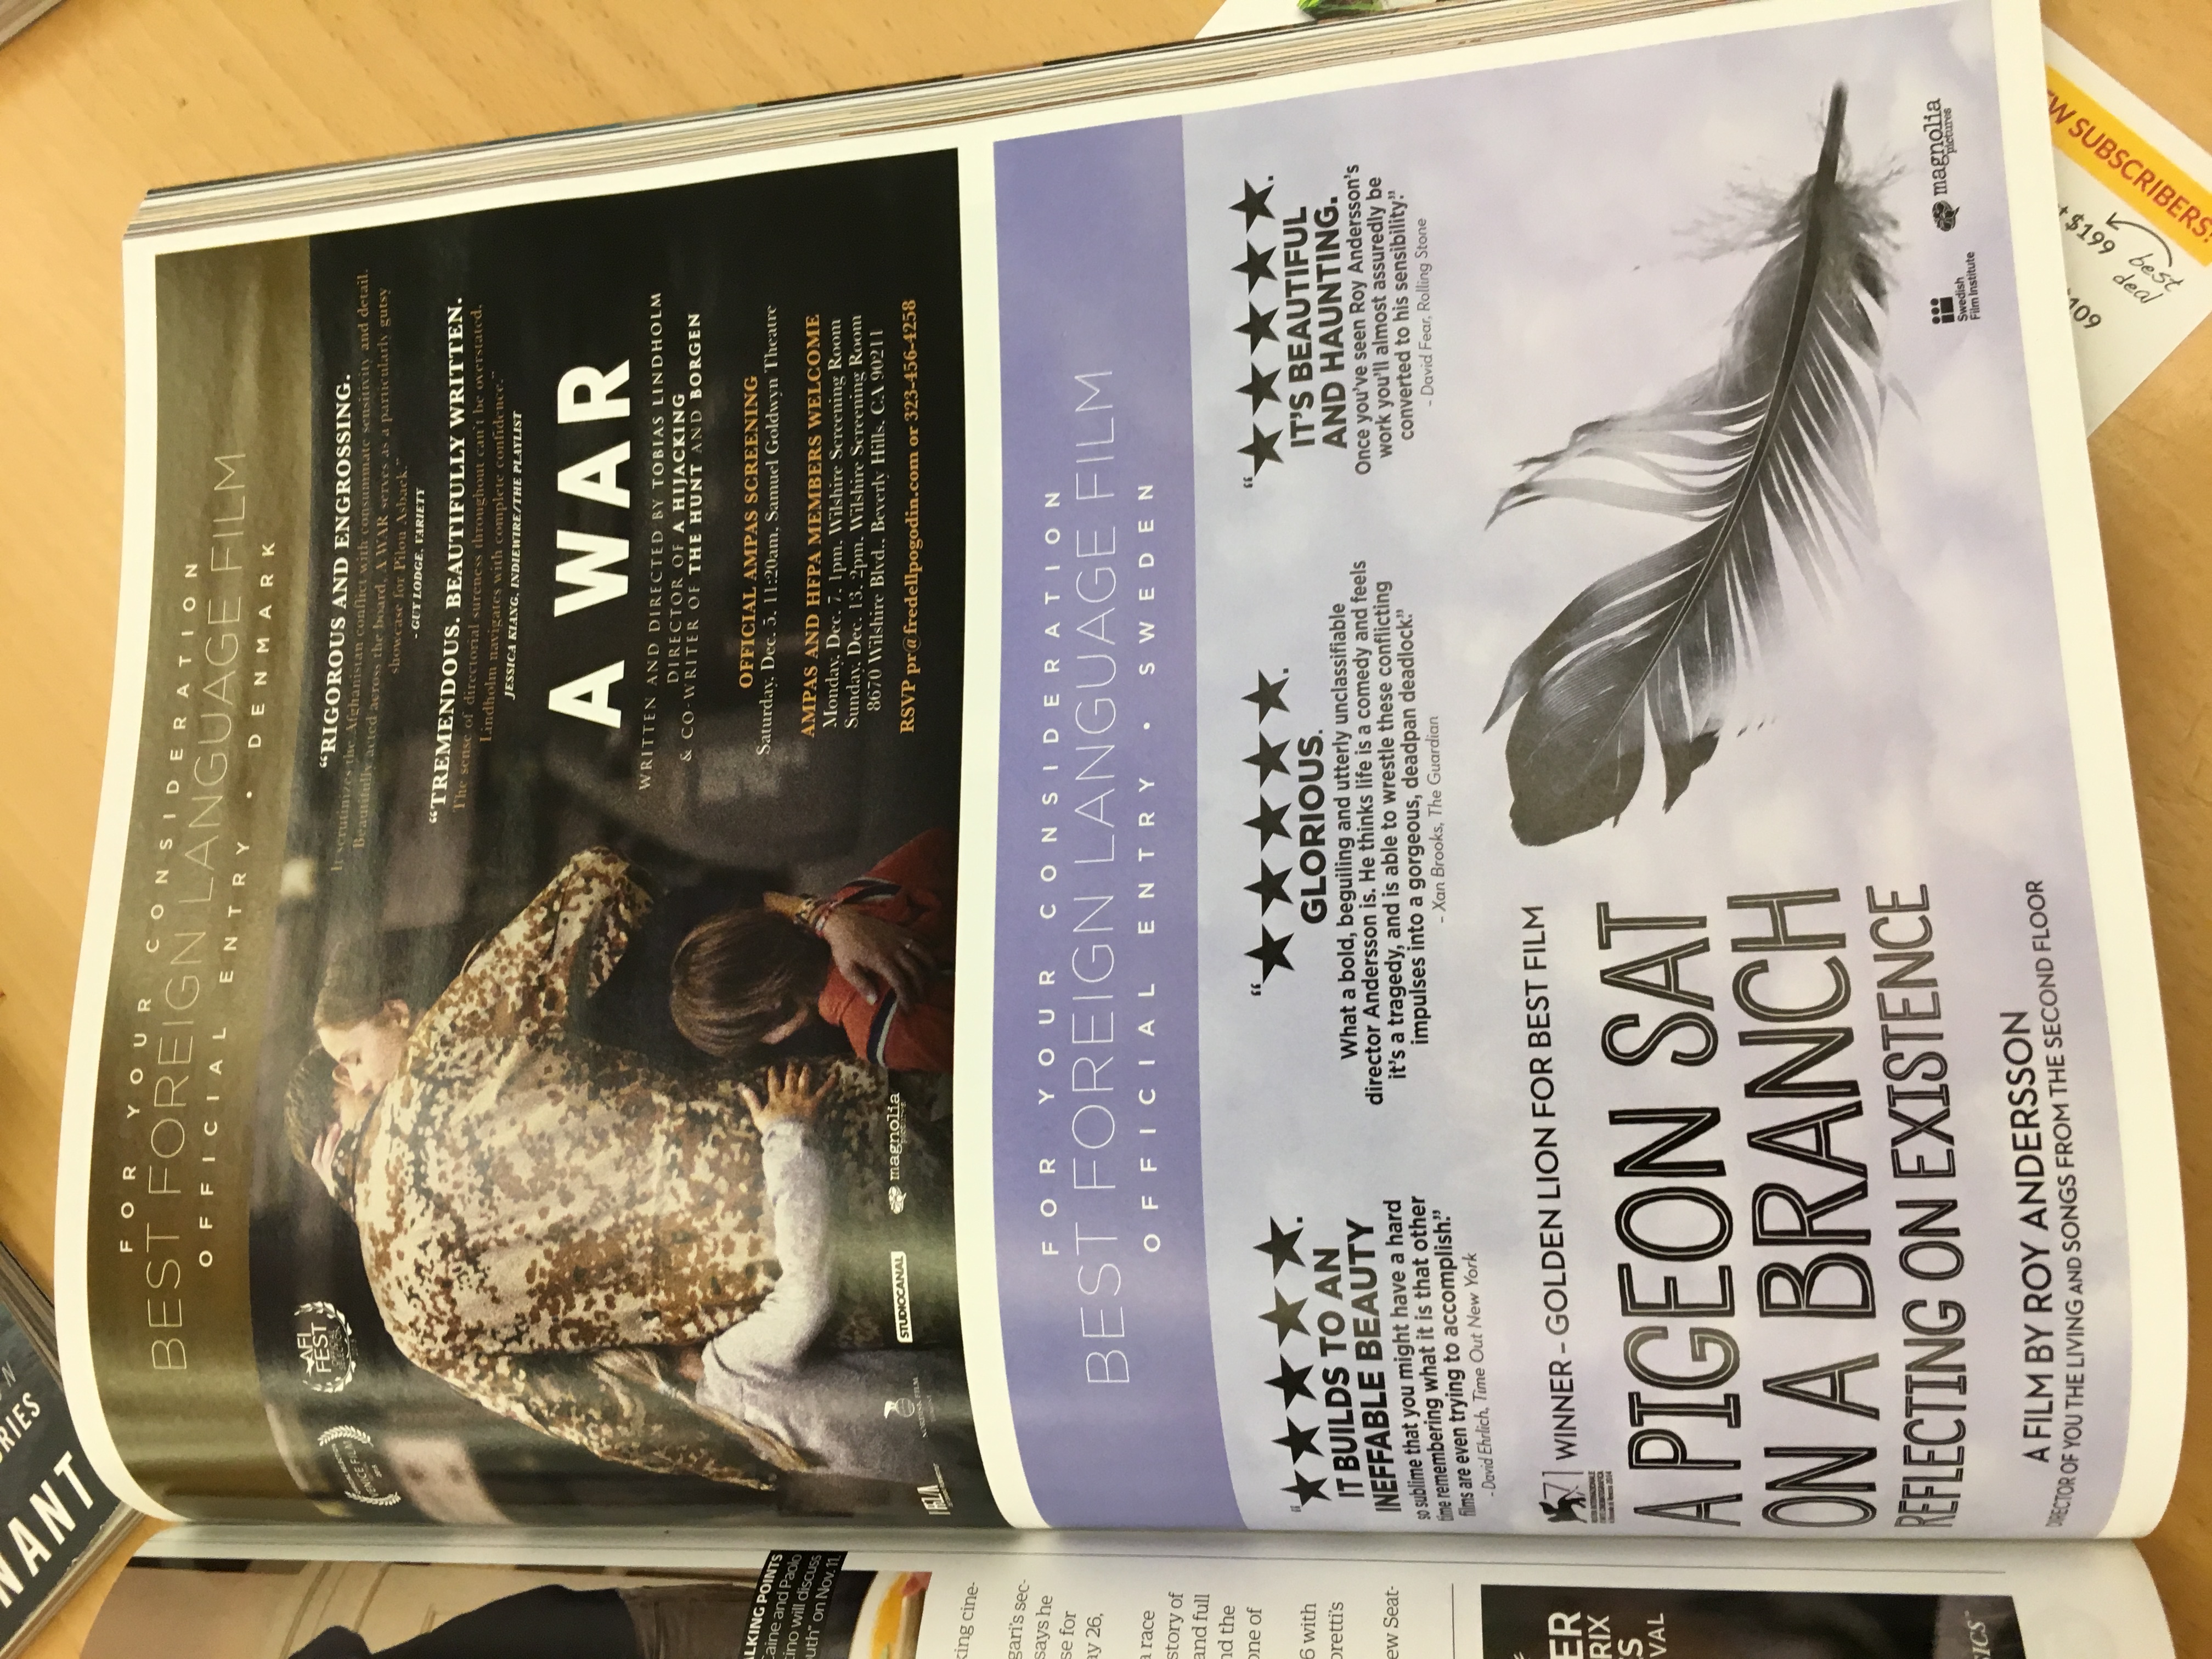 NANT
ORIES
ALKING POINTS
Caine and Paolo
tino will discuss
outh" on Nov. 11.
king cine-
gari's sec-
says he
se for
ay 26,
a race
story of
and full
nd the
one of
6 with
oretti's
ew Seat-
ER
RIX
S
VAL
SICS
FOR YOUR CONSIDERATION
BEST FOREIGN LANGUAGE FILM
OFFICIAL ENTRY • DENMARK
OFFICIAL SELECTION
VENICE FILM
2015
AFI
FEST
OFFICIAL
SELECTION
2015
“RIGOROUS AND ENGROSSING.
It scrutinizes the Afghanistan conflict with consummate sensitivity and detail.
Beautifully acted across the board, A WAR serves as a particularly gutsy
showcase for Pilou Asbæk.”
- GUY LODGE, VARIETY
“TREMENDOUS. BEAUTIFULLY WRITTEN.
The sense of directorial sureness throughout can't be overstated.
Lindholm navigates with complete confidence.”
JESSICA KIANG, INDIEWIRE/THE PLAYLIST
A WAR
WRITTEN AND DIRECTED BY TOBIAS LINDHOLM
DIRECTOR OF A HIJACKING
& CO-WRITER OF THE HUNT AND BORGEN
OFFICIAL AMPAS SCREENING
Saturday, Dec. 5, 11:20am, Samuel Goldwyn Theatre
AMPAS AND HFPA MEMBERS WELCOME
Monday, Dec. 7, 1pm, Wilshire Screening Room
Sunday, Dec. 13, 2pm, Wilshire Screening Room
8670 Wilshire Blvd., Beverly Hills, CA 90211
RSVP pr@fredellpogodin.com or 323-456-4258
NORDISK FILM
STUDIOCANAL
magnolia
pictures
FOR YOUR CONSIDERATION
BEST FOREIGN LANGUAGE FILM
OFFICIAL ENTRY • SWEDEN
“★★★★★.
IT BUILDS TO AN
INEFFABLE BEAUTY
so sublime that you might have a hard
time remembering what it is that other
films are even trying to accomplish.”
- David Ehrlich, Time Out New York
“★★★★★.
GLORIOUS.
What a bold, beguiling and utterly unclassifiable
director Andersson is. He thinks life is a comedy and feels
it's a tragedy, and is able to wrestle these conflicting
impulses into a gorgeous, deadpan deadlock.”
- Xan Brooks, The Guardian
“★★★★★.
IT'S BEAUTIFUL
AND HAUNTING.
Once you've seen Roy Andersson's
work you'll almost assuredly be
converted to his sensibility.”
- David Fear, Rolling Stone
71
WINNER – GOLDEN LION FOR BEST FILM
A PIGEON SAT
ON A BRANCH
REFLECTING ON EXISTENCE
A FILM BY ROY ANDERSSON
DIRECTOR OF YOU THE LIVING AND SONGS FROM THE SECOND FLOOR
Swedish
Film Institute
magnolia
pictures
EW SUBSCRIBERS!
$199
best
deal
109